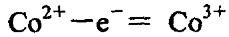 Co²⁺ − e⁻ = Co³⁺